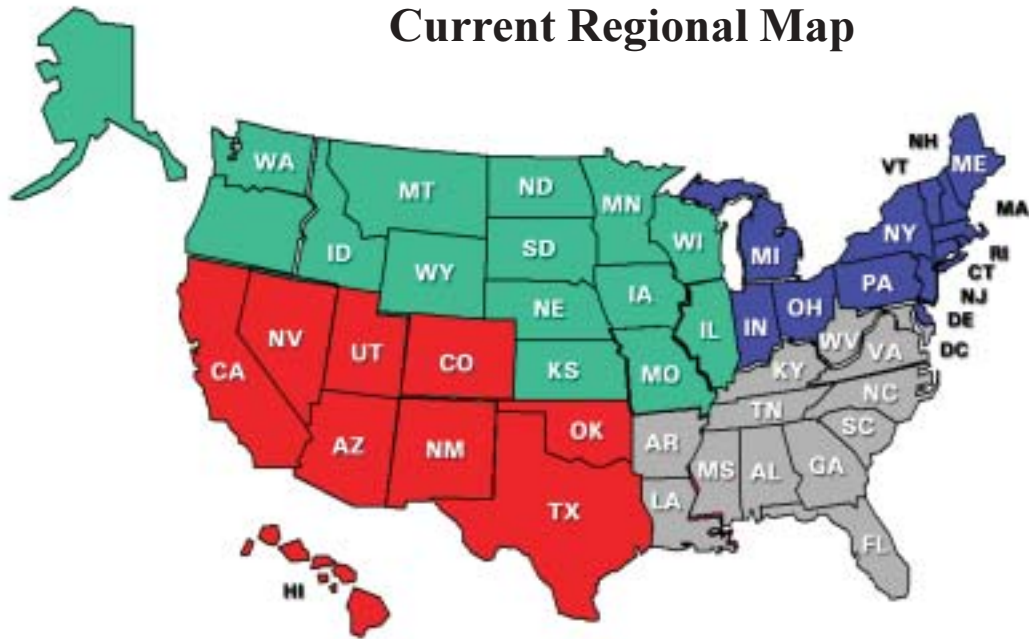 Current Regional Map
WA
MT
ND
MN
ID
WY
SD
WI
NE
IA
IL
KS
MO
MI
IN
OH
NY
PA
ME
NH
VT
MA
RI
CT
NJ
DE
DC
CA
NV
UT
CO
AZ
NM
OK
TX
HI
WV
VA
KY
TN
NC
SC
AR
MS
AL
GA
LA
FL